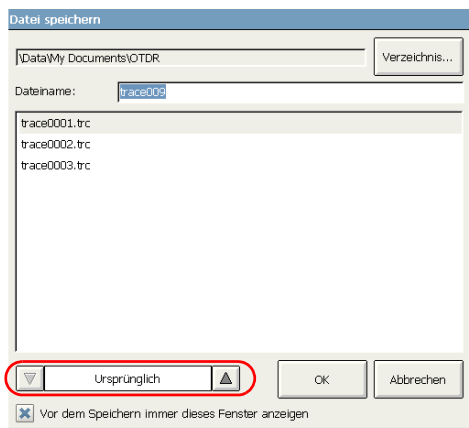 Datei speichern
\Data\My Documents\OTDR
Verzeichnis...
Dateiname:
trace009
trace0001.trc
trace0002.trc
trace0003.trc
Ursprünglich
OK
Abbrechen
Vor dem Speichern immer dieses Fenster anzeigen